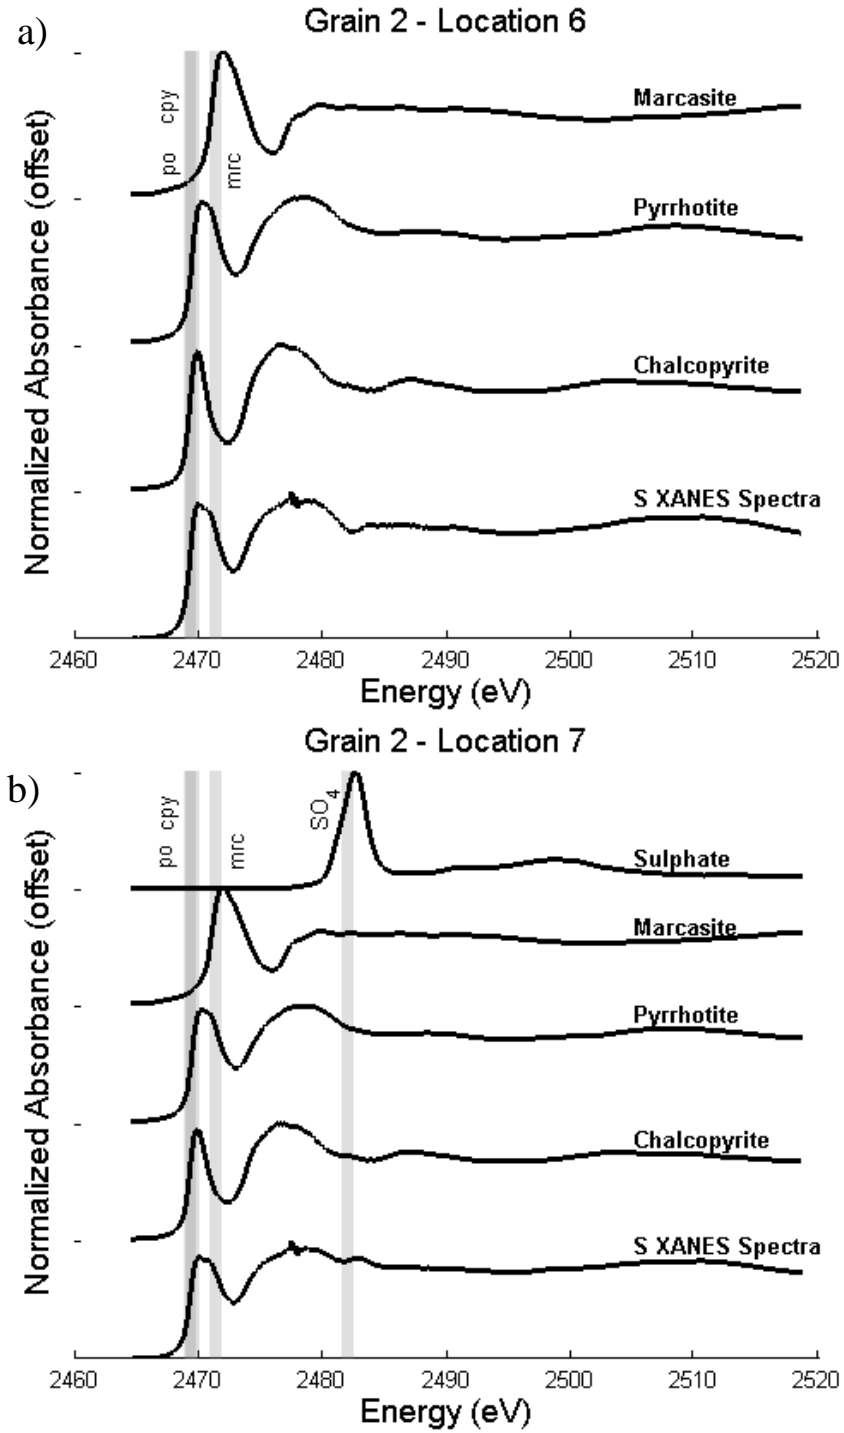 a)
Grain 2 - Location 6
Normalized Absorbance (offset)
po cpy
mrc
Marcasite
Pyrrhotite
Chalcopyrite
S XANES Spectra
2460 2470 2480 2490 2500 2510 2520
Energy (eV)
b)
Grain 2 - Location 7
Normalized Absorbance (offset)
po cpy
mrc
SO4
Sulphate
Marcasite
Pyrrhotite
Chalcopyrite
S XANES Spectra
2460 2470 2480 2490 2500 2510 2520
Energy (eV)